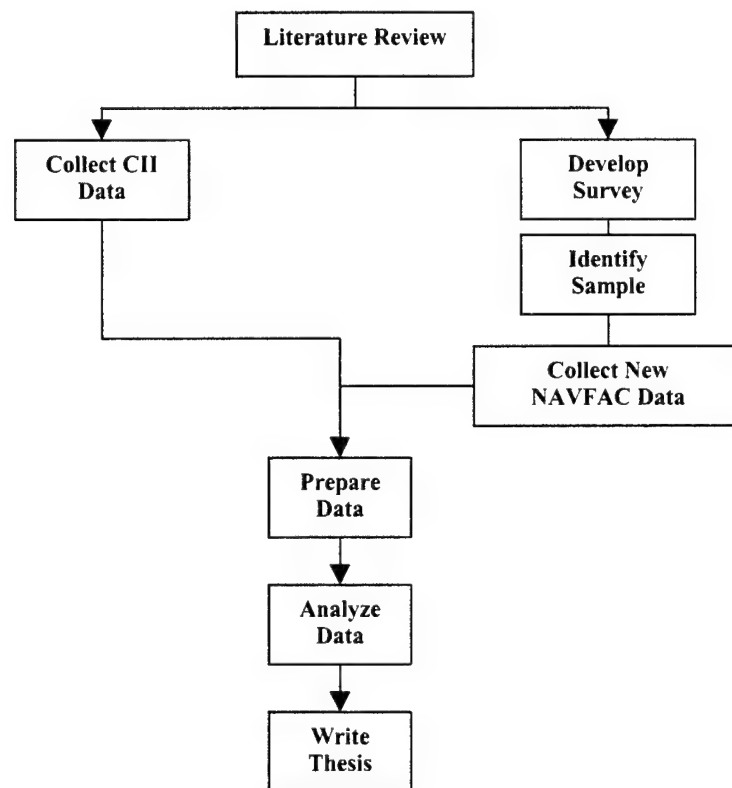 Literature Review
Collect CII
Data
Develop
Survey
Identify
Sample
Collect New
NAVFAC Data
Prepare
Data
Analyze
Data
Write
Thesis